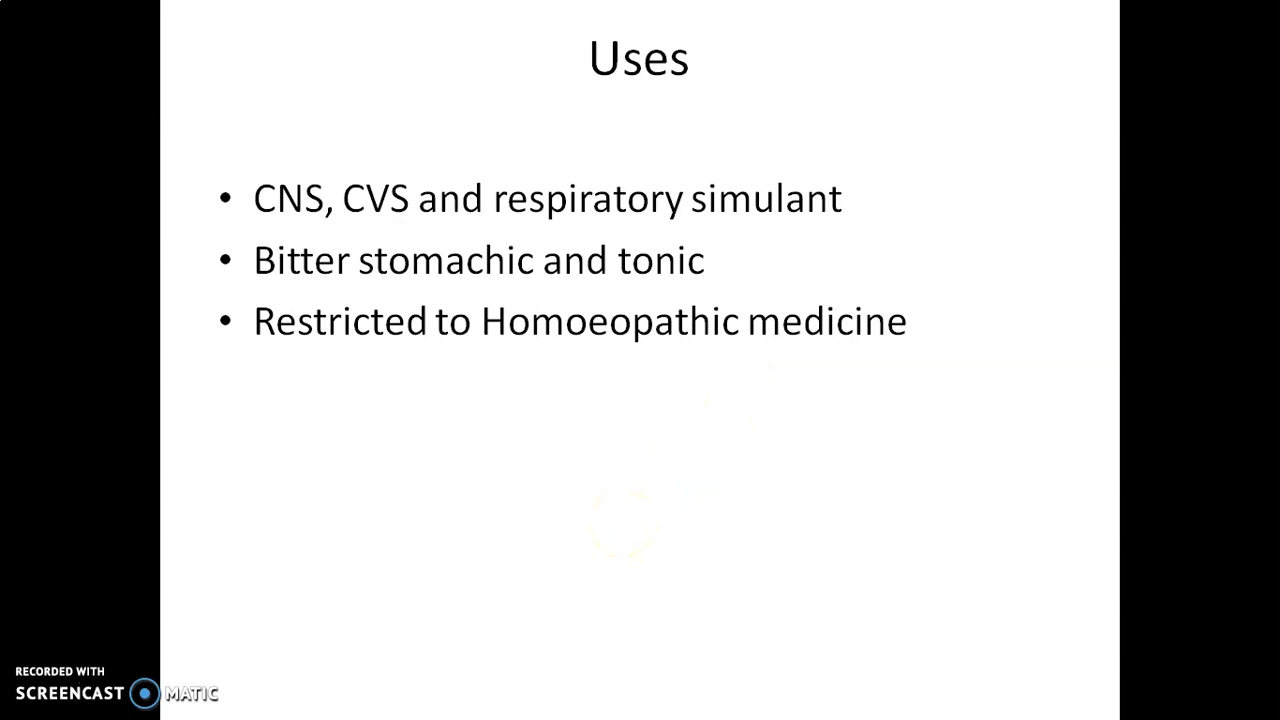 Uses
• CNS, CVS and respiratory simulant
• Bitter stomachic and tonic
• Restricted to Homoeopathic medicine
RECORDED WITH
SCREENCAST MATIC